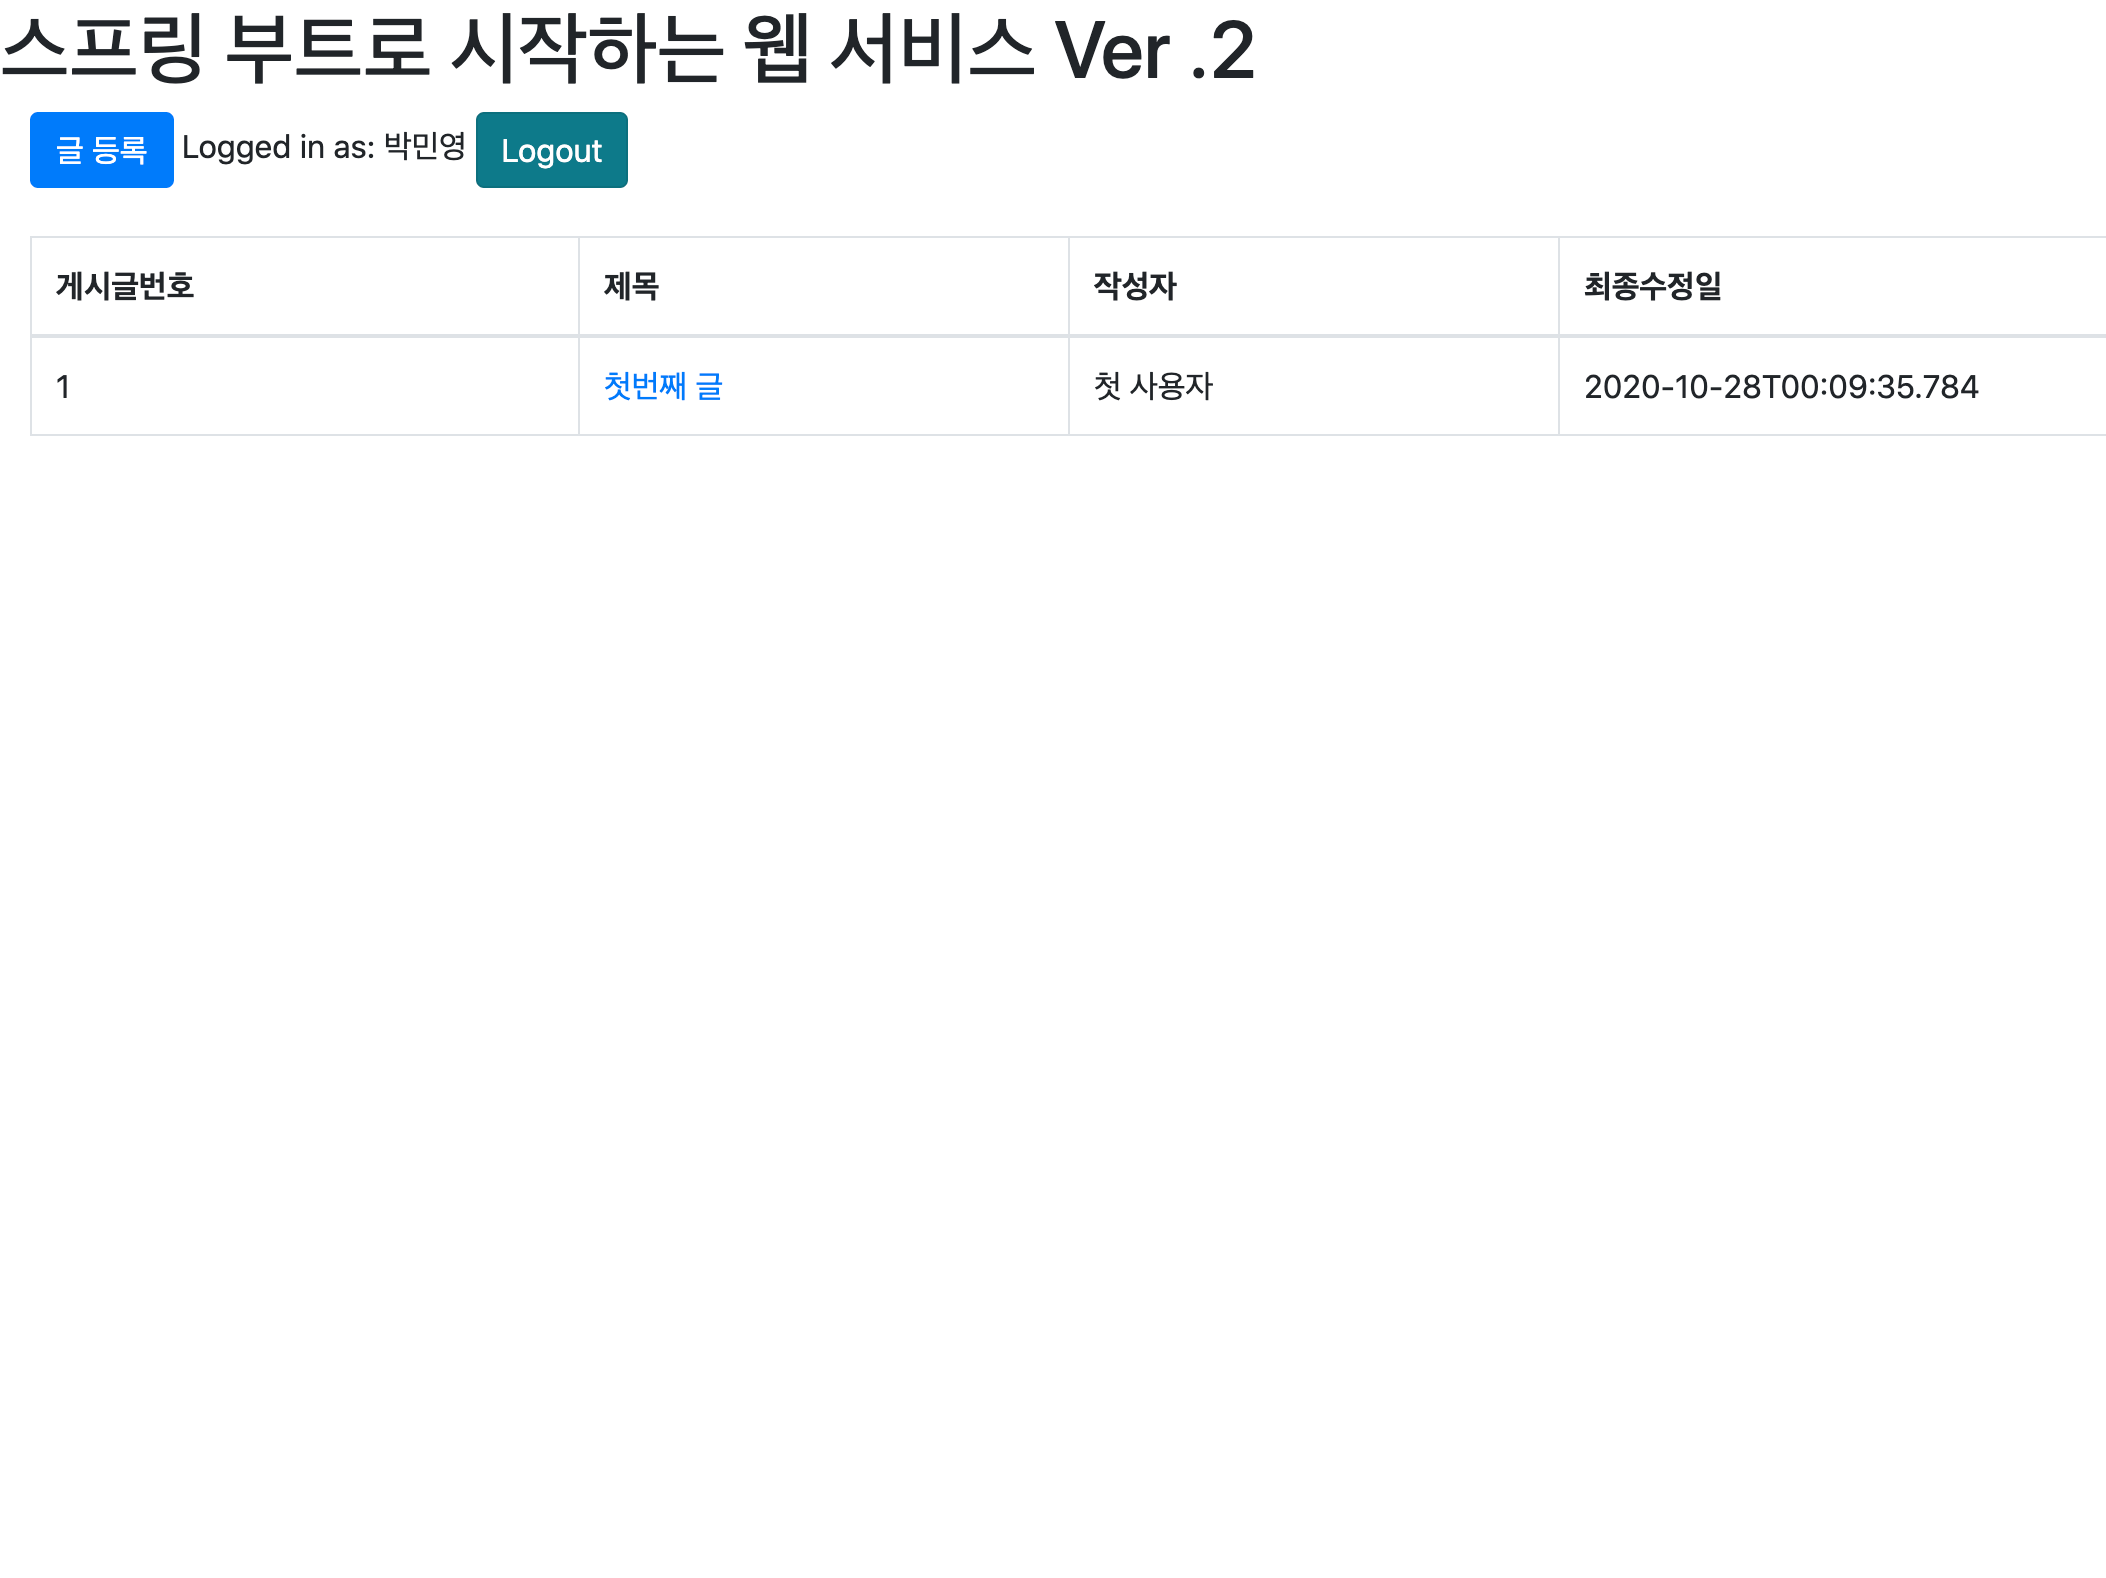 스프링 부트로 시작하는 웹 서비스 Ver .2
글 등록 Logged in as: 박민영 Logout
게시글번호 제목 작성자 최종수정일
1 첫번째 글 첫 사용자 2020-10-28T00:09:35.784